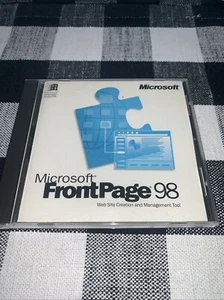 Microsoft
Microsoft
FrontPage 98
Web Site Creation and Management Tool